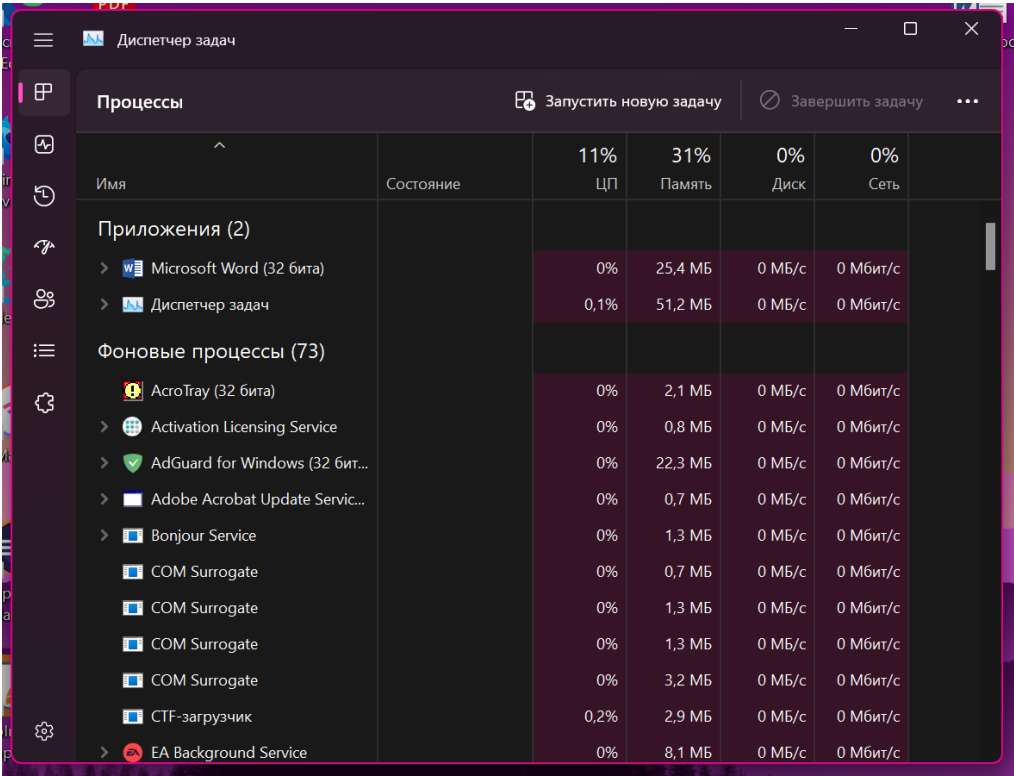 PDF
Диспетчер задач
Процессы
Запустить новую задачу
Завершить задачу
11% 31% 0% 0%
Имя Состояние ЦП Память Диск Сеть
Приложения (2)
Microsoft Word (32 бита) 0% 25,4 МБ 0 МБ/с 0 Мбит/с
Диспетчер задач 0,1% 51,2 МБ 0 МБ/с 0 Мбит/с
Фоновые процессы (73)
AcroTray (32 бита) 0% 2,1 МБ 0 МБ/с 0 Мбит/с
Activation Licensing Service 0% 0,8 МБ 0 МБ/с 0 Мбит/с
AdGuard for Windows (32 бит... 0% 22,3 МБ 0 МБ/с 0 Мбит/с
Adobe Acrobat Update Servic... 0% 0,7 МБ 0 МБ/с 0 Мбит/с
Bonjour Service 0% 1,3 МБ 0 МБ/с 0 Мбит/с
COM Surrogate 0% 0,7 МБ 0 МБ/с 0 Мбит/с
COM Surrogate 0% 1,3 МБ 0 МБ/с 0 Мбит/с
COM Surrogate 0% 1,3 МБ 0 МБ/с 0 Мбит/с
COM Surrogate 0% 3,2 МБ 0 МБ/с 0 Мбит/с
CTF-загрузчик 0,2% 2,9 МБ 0 МБ/с 0 Мбит/с
EA Background Service 0% 8,1 МБ 0 МБ/с 0 Мбит/с